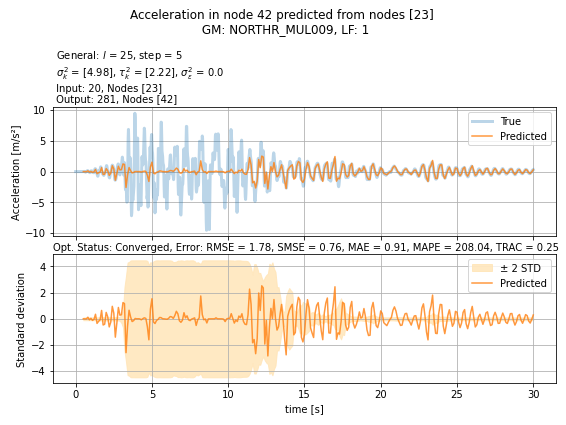 Acceleration in node 42 predicted from nodes [23]
GM: NORTHR_MUL009, LF: 1
General: l = 25, step = 5
σ²ₖ = [4.98], τ²ₖ = [2.22], σ²ε = 0.0
Input: 20, Nodes [23]
Output: 281, Nodes [42]
Acceleration [m/s²]
10
5
0
−5
−10
True
Predicted
Opt. Status: Converged, Error: RMSE = 1.78, SMSE = 0.76, MAE = 0.91, MAPE = 208.04, TRAC = 0.25
Standard deviation
4
2
0
−2
−4
± 2 STD
Predicted
0 5 10 15 20 25 30
time [s]